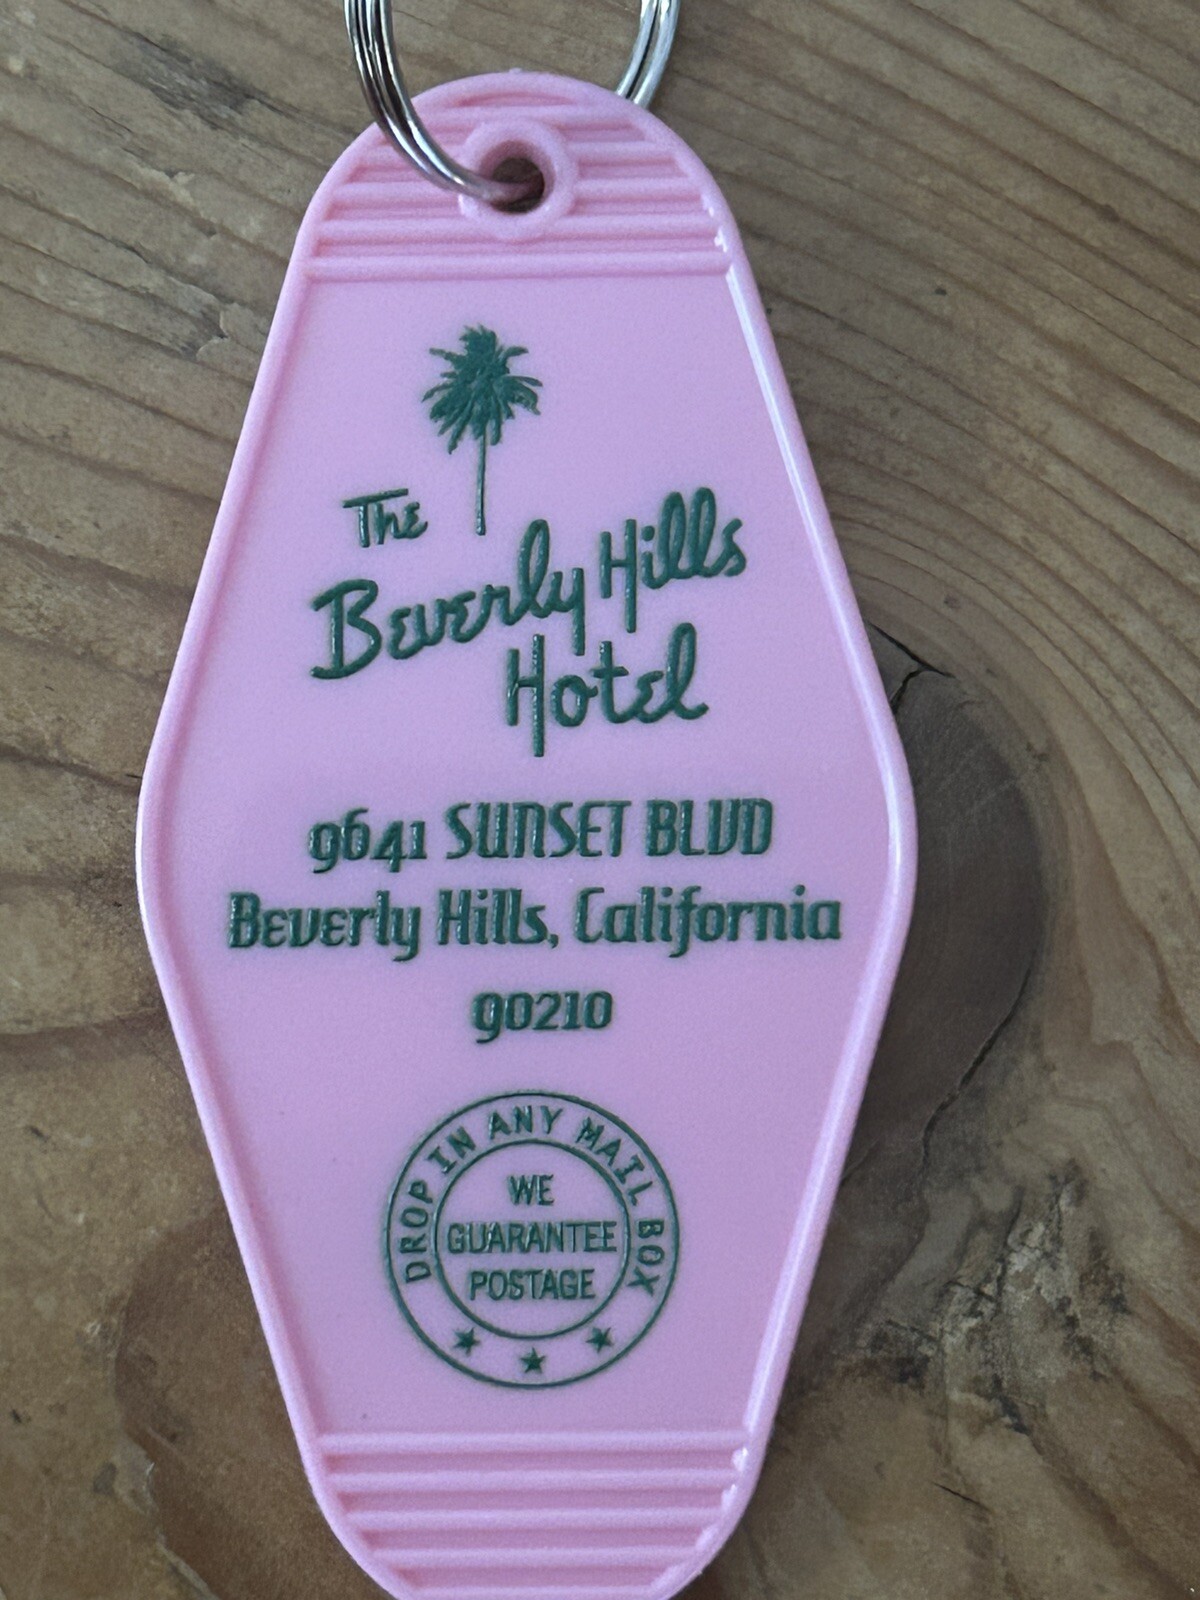 The
Beverly Hills
Hotel
9641 SUNSET BLVD
Beverly Hills, California
90210
DROP IN ANY MAIL BOX
WE
GUARANTEE
POSTAGE